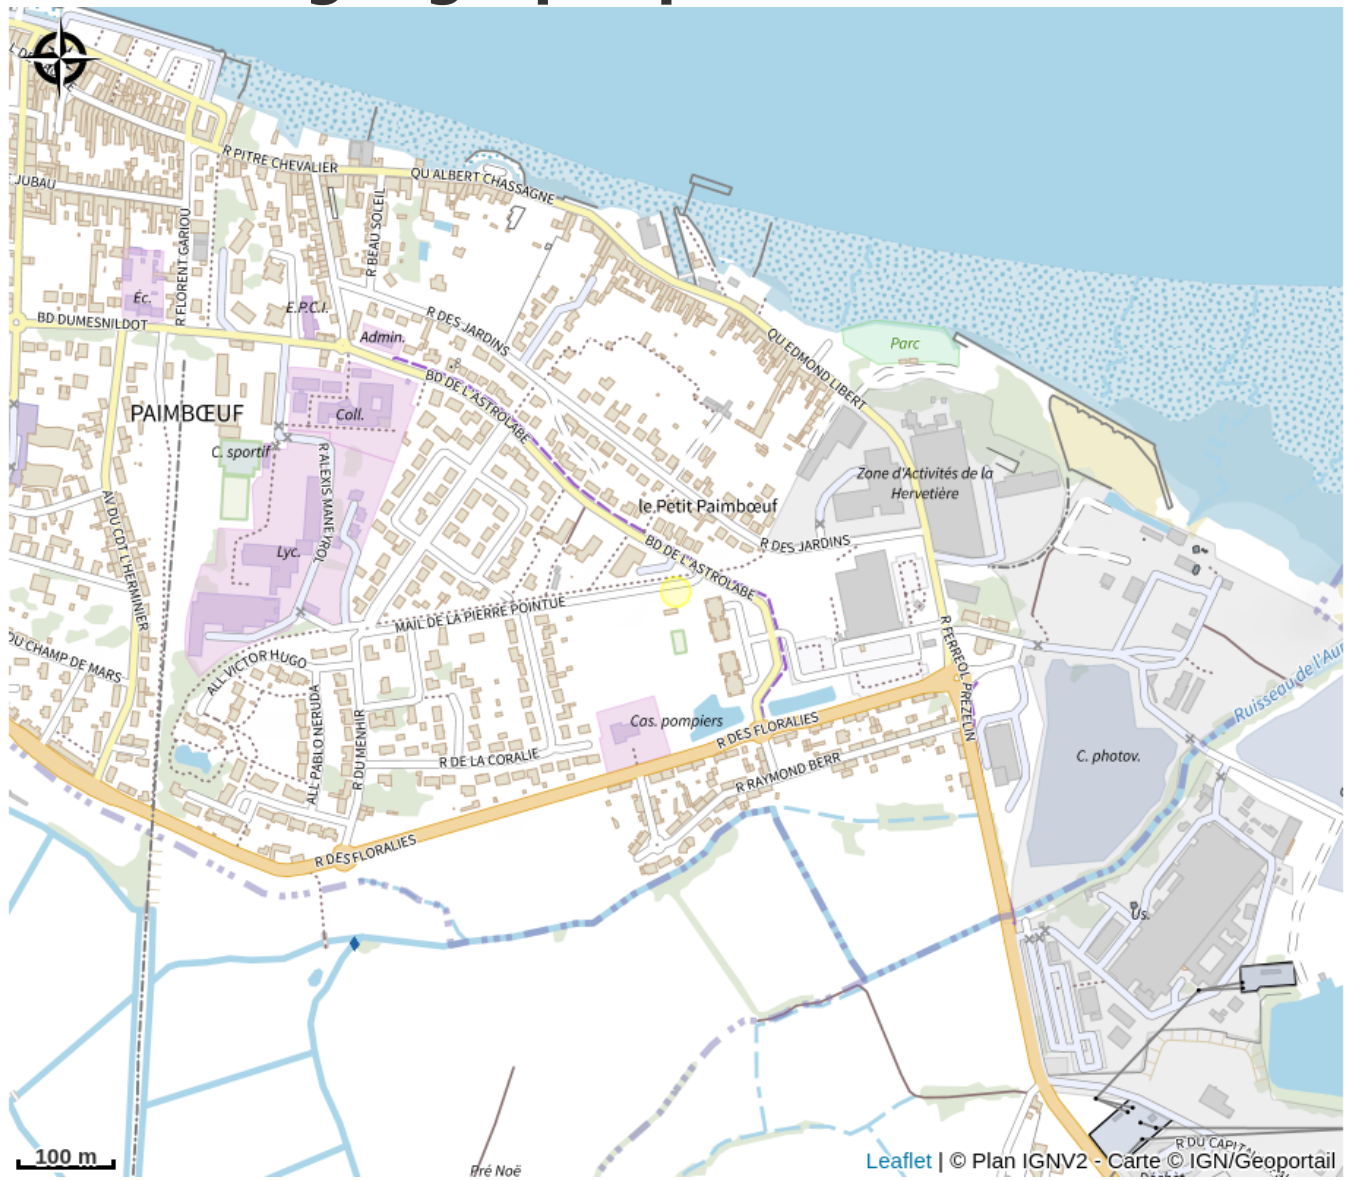 R PITRE CHEVALIER
QU ALBERT CHASSAGNE
JUBAU
R FLORENT GARIOU
R BEAU SOLEIL
Éc.
E.P.C.I.
BD DUMESNILDOT
R DES JARDINS
Admin.
QU EDMOND LIBERT
Parc
BD DE L'ASTROLABE
PAIMBŒUF
Coll.
C. sportif
R ALEXIS MANEYROL
Zone d'Activités de la
Hervetière
le Petit Paimbœuf
AV DU CDT L'HERMINIER
Lyc.
BD DE L'ASTROLABE
R DES JARDINS
MAIL DE LA PIERRE POINTUE
DU CHAMP DE MARS
ALL VICTOR HUGO
R FERREOL PREZELIN
ALL PABLO NERUDA
R DU MENHIR
Cas. pompiers
R DES FLORALIES
R DE LA CORALIE
R RAYMOND BERR
C. photov.
R DES FLORALIES
Us.
Pré Noë
R DU CAPIT
100 m
Leaflet | © Plan IGNV2 - Carte © IGN/Geoportail